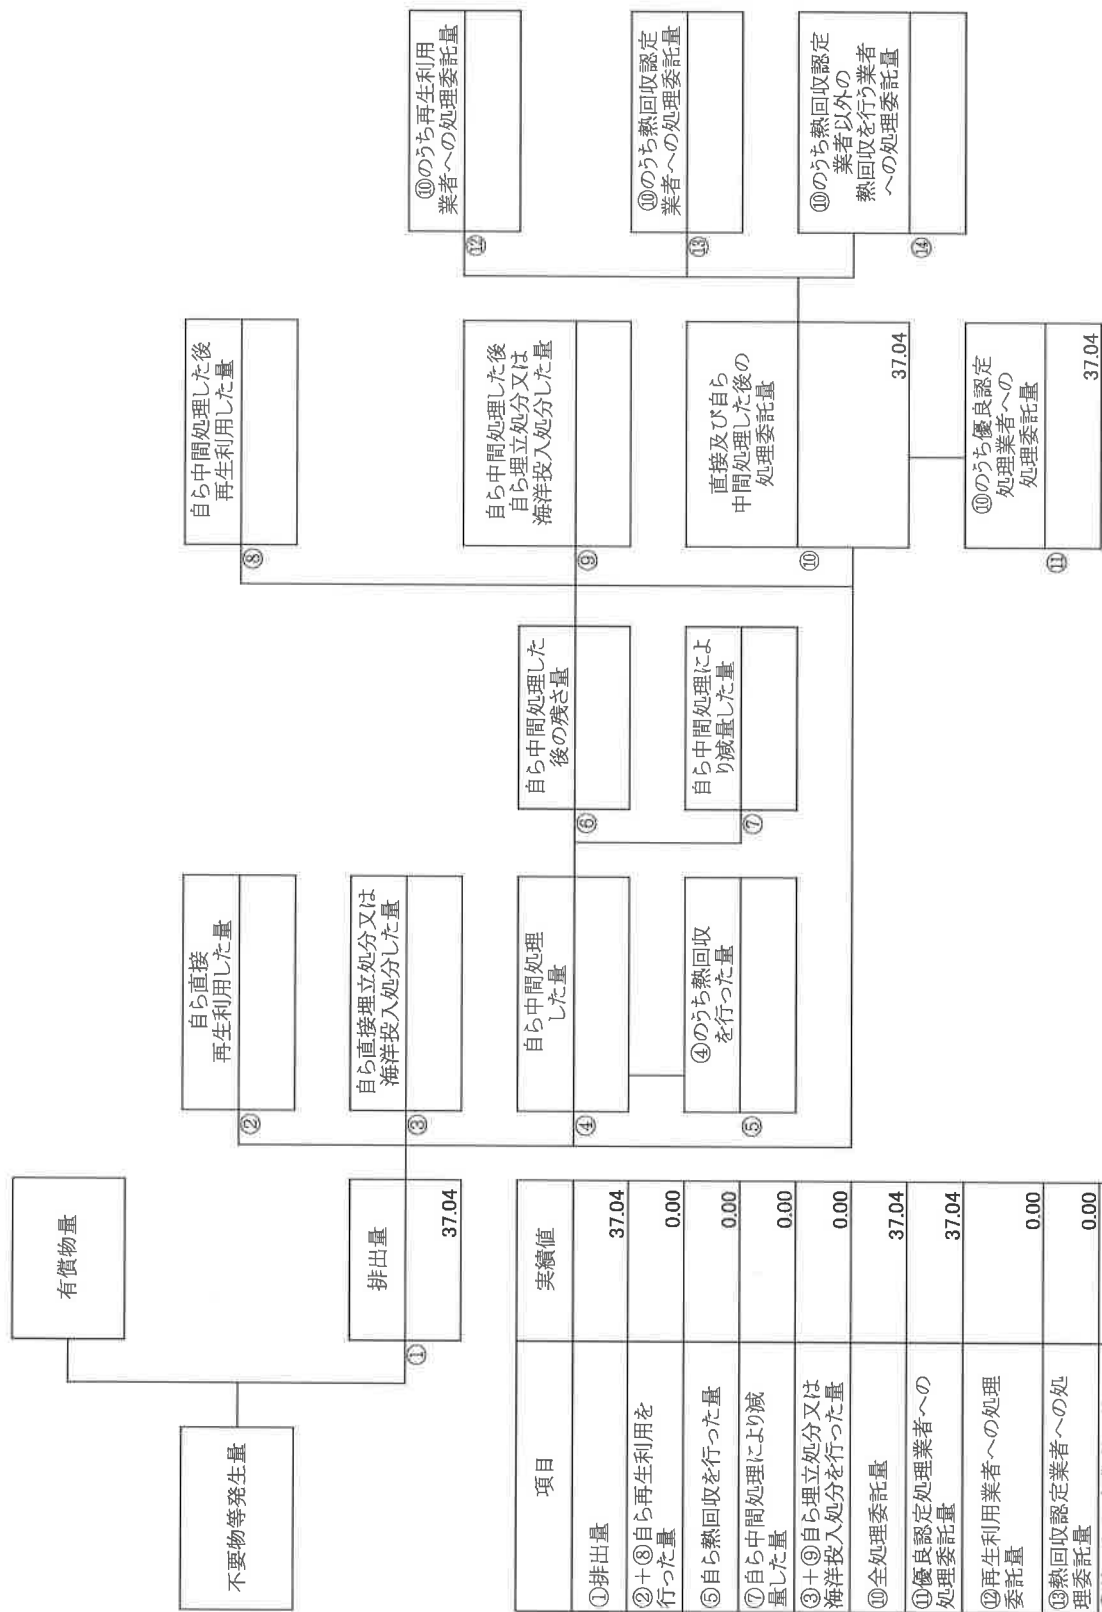 不要物等発生量
有償物量
①
排出量
37.04
②
自ら直接
再生利用した量
③
自ら直接埋立処分又は
海洋投入処分した量
④
自ら中間処理
した量
⑤
④のうち熱回収
を行った量
⑥
自ら中間処理した
後の残さ量
⑦
自ら中間処理によ
り減量した量
⑧
自ら中間処理した後
再生利用した量
⑨
自ら中間処理した後
自ら埋立処分又は
海洋投入処分した量
⑩
直接及び自ら
中間処理した後の
処理委託量
37.04
⑪
⑩のうち優良認定
処理業者への
処理委託量
37.04
⑫
⑩のうち再生利用
業者への処理委託量
⑬
⑩のうち熱回収認定
業者への処理委託量
⑭
⑩のうち熱回収認定
業者以外の
熱回収を行う業者
への処理委託量
項目 実績値
①排出量 37.04
②+⑧自ら再生利用を
行った量 0.00
⑤自ら熱回収を行った量 0.00
⑦自ら中間処理により減
量した量 0.00
③+⑨自ら埋立処分又は
海洋投入処分を行った量 0.00
⑩全処理委託量 37.04
⑪優良認定処理業者への
処理委託量 37.04
⑫再生利用業者への処理
委託量 0.00
⑬熱回収認定業者への処
理委託量 0.00